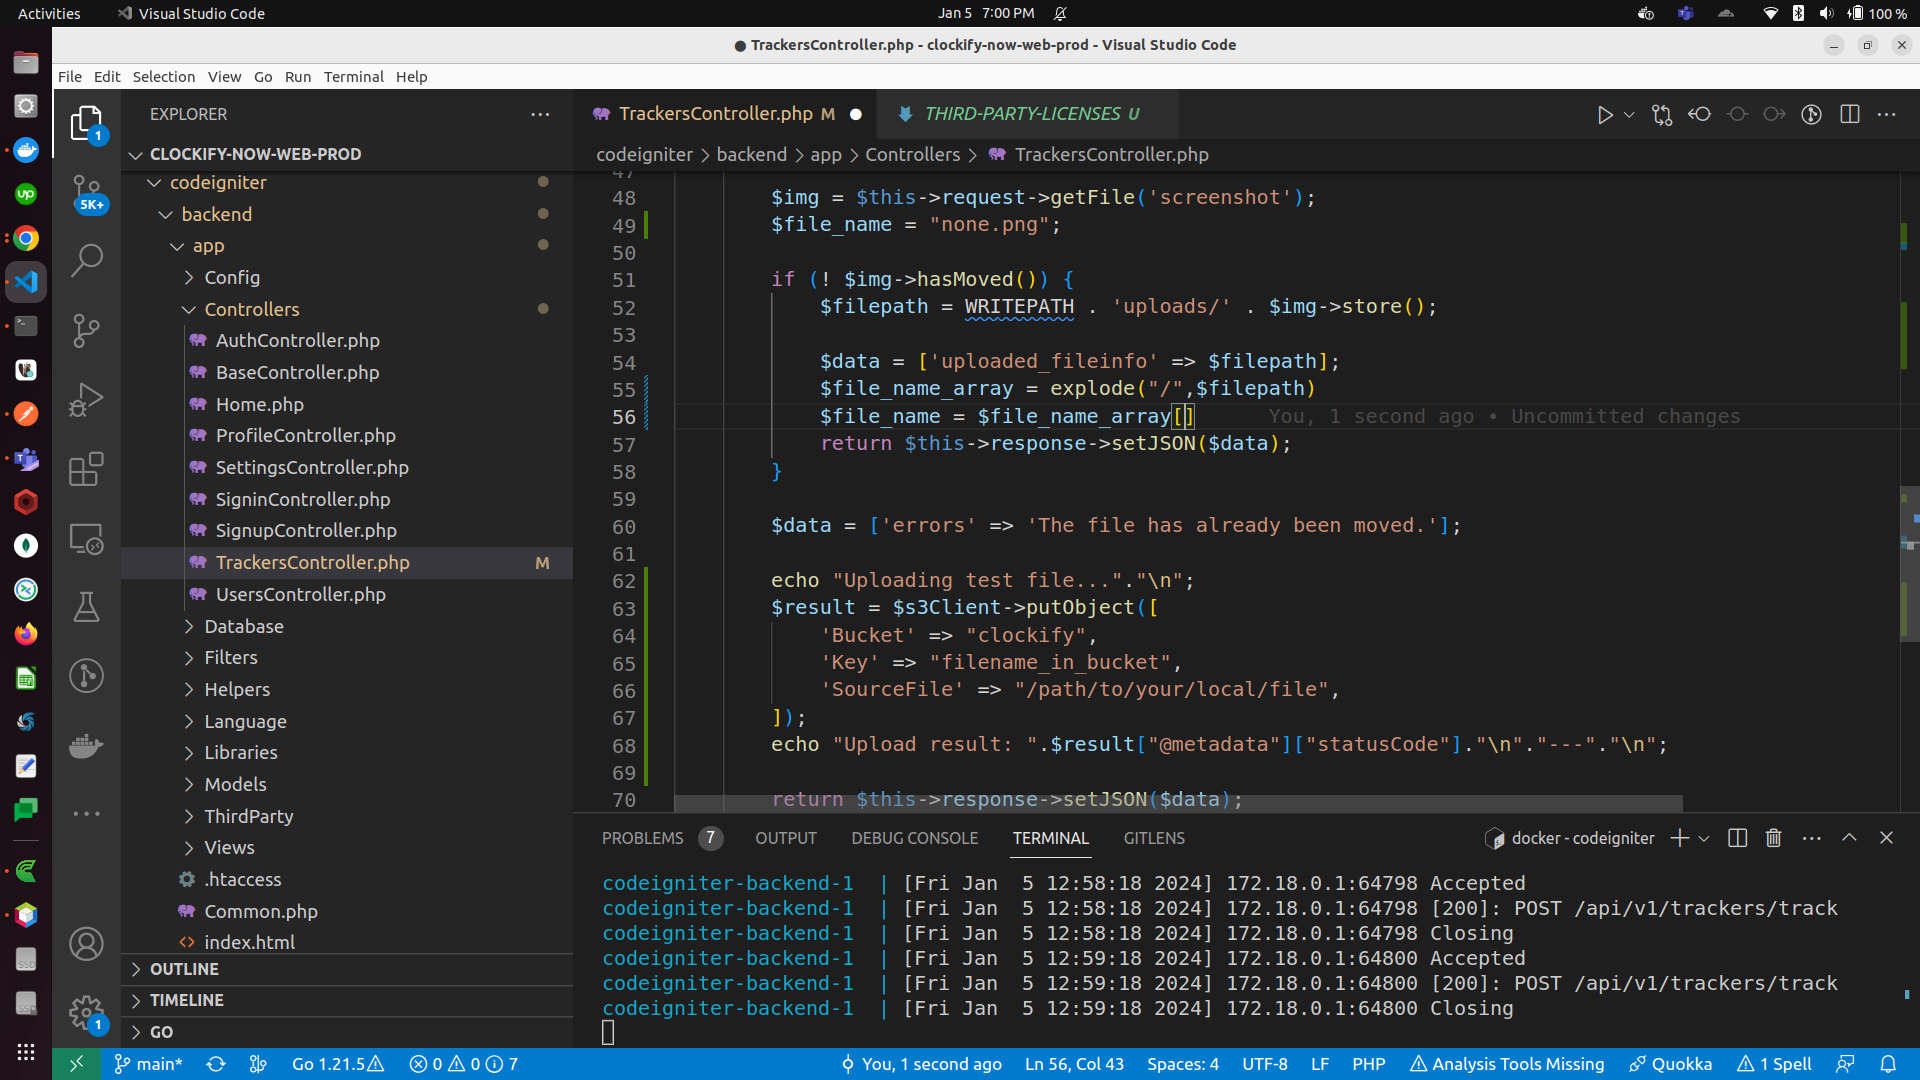 Activities Visual Studio Code Jan 5 7:00 PM 100 %
● TrackersController.php - clockify-now-web-prod - Visual Studio Code
File Edit Selection View Go Run Terminal Help
EXPLORER
TrackersController.php M
THIRD-PARTY-LICENSES U
1
CLOCKIFY-NOW-WEB-PROD
codeigniter > backend > app > Controllers > TrackersController.php
5K+
codeigniter
backend
app
Config
Controllers
AuthController.php
BaseController.php
Home.php
ProfileController.php
SettingsController.php
SigninController.php
SignupController.php
TrackersController.php M
UsersController.php
Database
Filters
Helpers
Language
Libraries
Models
ThirdParty
Views
.htaccess
Common.php
index.html
OUTLINE
TIMELINE
GO
1
47
48 $img = $this->request->getFile('screenshot');
49 $file_name = "none.png";
50
51 if (! $img->hasMoved()) {
52 $filepath = WRITEPATH . 'uploads/' . $img->store();
53
54 $data = ['uploaded_fileinfo' => $filepath];
55 $file_name_array = explode("/",$filepath)
56 $file_name = $file_name_array[] You, 1 second ago • Uncommitted changes
57 return $this->response->setJSON($data);
58 }
59
60 $data = ['errors' => 'The file has already been moved.'];
61
62 echo "Uploading test file..."."\n";
63 $result = $s3Client->putObject([
64 'Bucket' => "clockify",
65 'Key' => "filename_in_bucket",
66 'SourceFile' => "/path/to/your/local/file",
67 ]);
68 echo "Upload result: ".$result["@metadata"]["statusCode"]."\n"."---"."\n";
69
70 return $this->response->setJSON($data);
PROBLEMS 7 OUTPUT DEBUG CONSOLE TERMINAL GITLENS docker - codeigniter
codeigniter-backend-1 | [Fri Jan 5 12:58:18 2024] 172.18.0.1:64798 Accepted
codeigniter-backend-1 | [Fri Jan 5 12:58:18 2024] 172.18.0.1:64798 [200]: POST /api/v1/trackers/track
codeigniter-backend-1 | [Fri Jan 5 12:58:18 2024] 172.18.0.1:64798 Closing
codeigniter-backend-1 | [Fri Jan 5 12:59:18 2024] 172.18.0.1:64800 Accepted
codeigniter-backend-1 | [Fri Jan 5 12:59:18 2024] 172.18.0.1:64800 [200]: POST /api/v1/trackers/track
codeigniter-backend-1 | [Fri Jan 5 12:59:18 2024] 172.18.0.1:64800 Closing
main* Go 1.21.5 0 0 7 You, 1 second ago Ln 56, Col 43 Spaces: 4 UTF-8 LF PHP Analysis Tools Missing Quokka 1 Spell